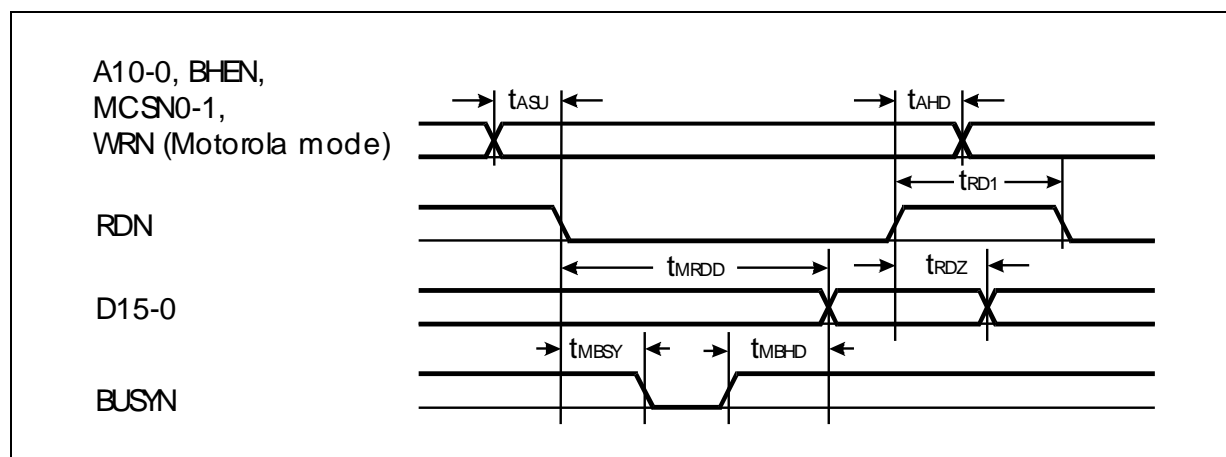 A10-0, BHEN,
MCSN0-1,
WRN (Motorola mode)
tASU
tAHD
tRD1
RDN
tMRDD
tRDZ
D15-0
tMBSY
tMBHD
BUSYN